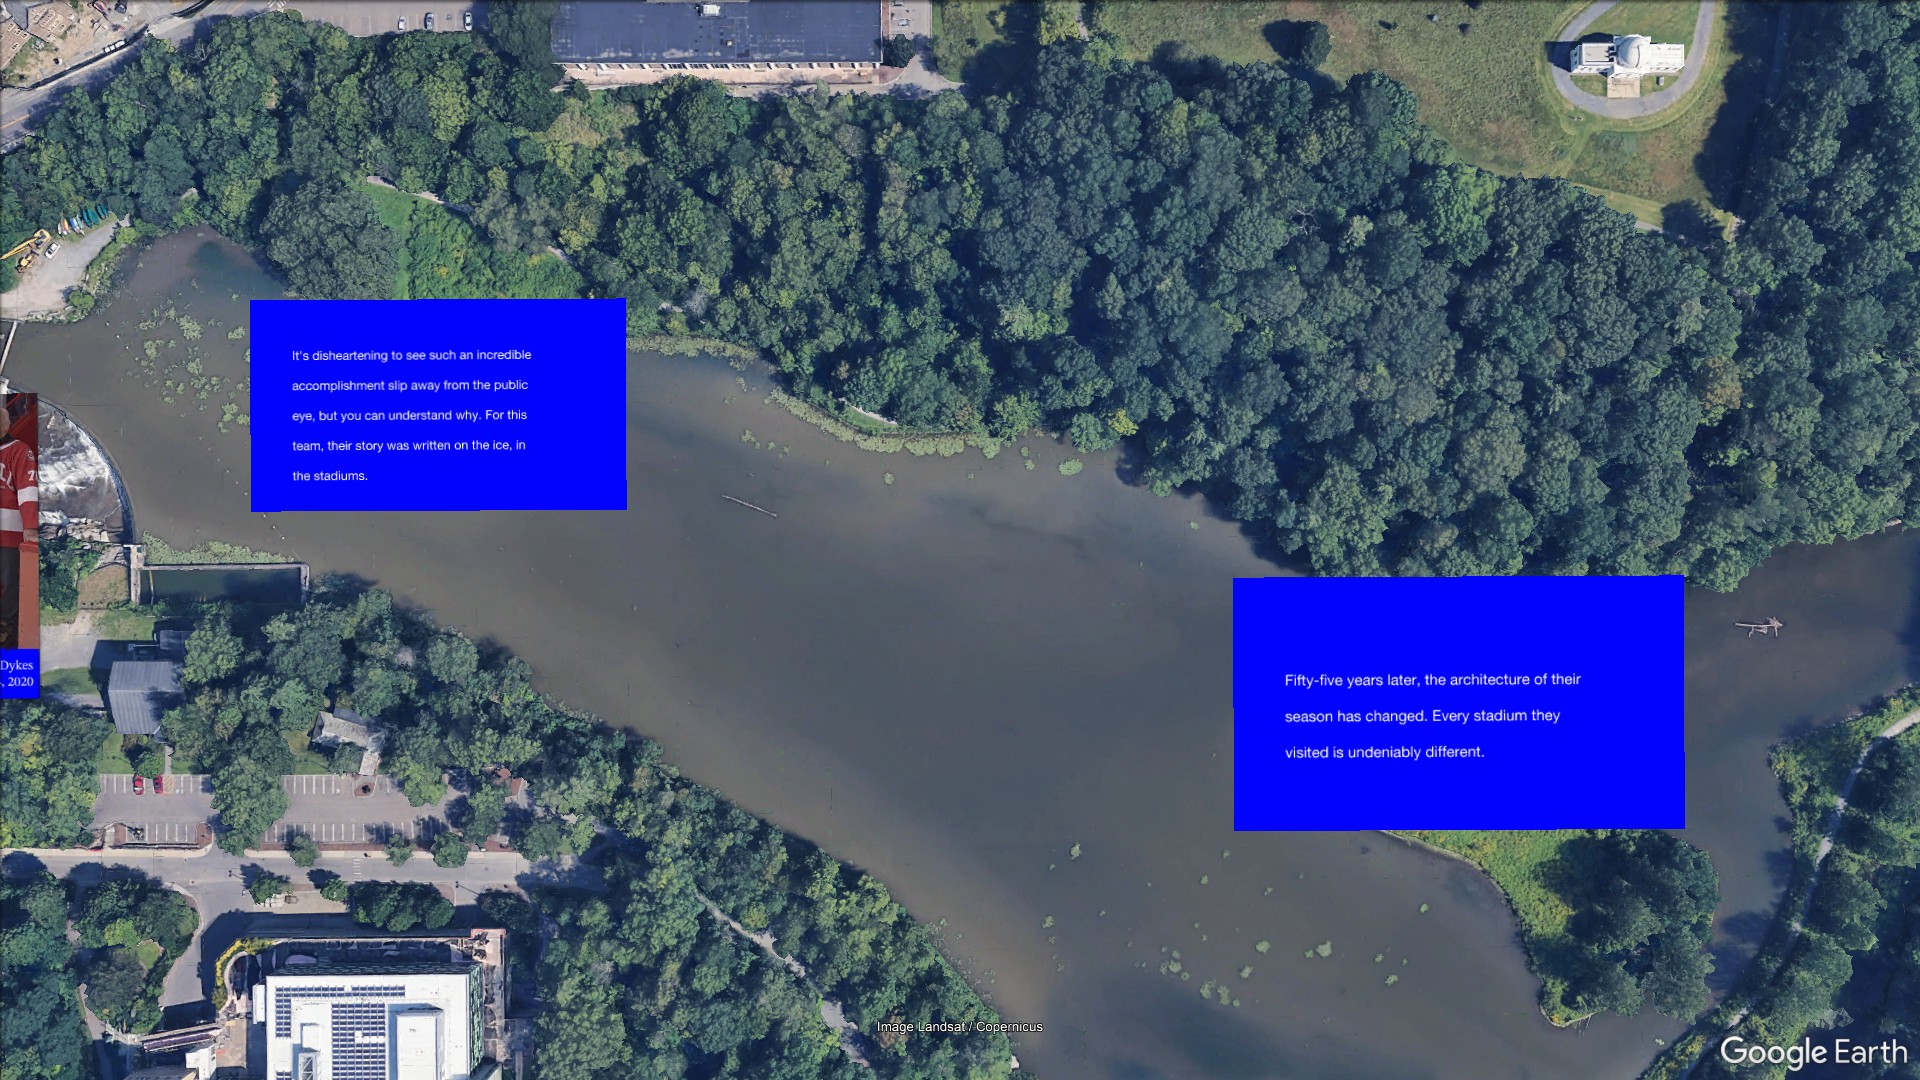 It's disheartening to see such an incredible
accomplishment slip away from the public
eye, but you can understand why. For this
team, their story was written on the ice, in
the stadiums.
Dykes
, 2020
Fifty-five years later, the architecture of their
season has changed. Every stadium they
visited is undeniably different.
Image Landsat / Copernicus
Google Earth